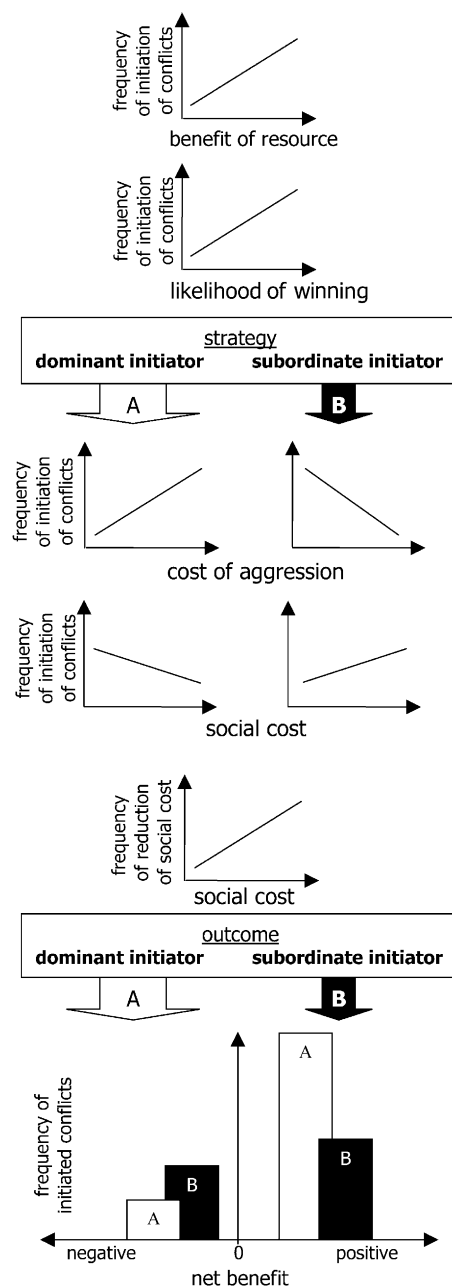 frequency
of initiation
of conflicts
benefit of resource
frequency
of initiation
of conflicts
likelihood of winning
strategy
dominant initiator subordinate initiator
A B
frequency
of initiation
of conflicts
cost of aggression
frequency
of initiation
of conflicts
social cost
frequency
of reduction
of social cost
social cost
outcome
dominant initiator subordinate initiator
A B
frequency of
initiated conflicts
A
B
B
A
negative 0 positive
net benefit